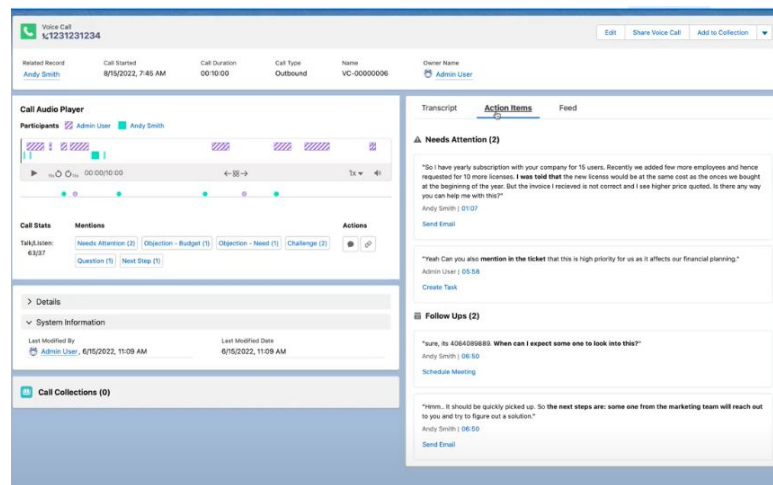 Voice Call
1231231234
Edit
Share Voice Call
Add to Collection
Related Record
Call Started
Call Duration
Call Type
Name
Owner Name
Andy Smith
8/15/2022, 7:45 AM
00:10:00
Outbound
VC-00000006
Admin User
Call Audio Player
Participants
Admin User
Andy Smith
00:00/10:00
1x
Call Stats
Mentions
Actions
Talk/Listen:
63/37
Needs Attention (2)
Objection - Budget (1)
Objection - Need (1)
Challenge (2)
Question (1)
Next Step (1)
Details
System Information
Last Modified By
Last Modified Date
Admin User, 6/15/2022, 11:09 AM
6/15/2022, 11:09 AM
Call Collections (0)
Transcript
Action Items
Feed
Needs Attention (2)
"So I have yearly subscription with your company for 15 users. Recently we added few more employees and hence
requested for 10 more licenses. I was told that the new licenss would be at the same cost as the onces we bought
at the beginning of the year. But the invoice I recieved is not correct and I see higher price quoted. Is there any way
you can help me with this?"
Andy Smith | 01:07
Send Email
"Yeah Can you also mention in the ticket that this is high priority for us as it affects our financial planning."
Admin User | 05:58
Create Task
Follow Ups (2)
"sure, its 4084089889. When can I expect some one to look into this?"
Andy Smith | 06:50
Schedule Meeting
"Hmm.. It should be quickly picked up. So the next steps are: some one from the marketing team will reach out
to you and try to figure out a solution."
Andy Smith | 06:50
Send Email